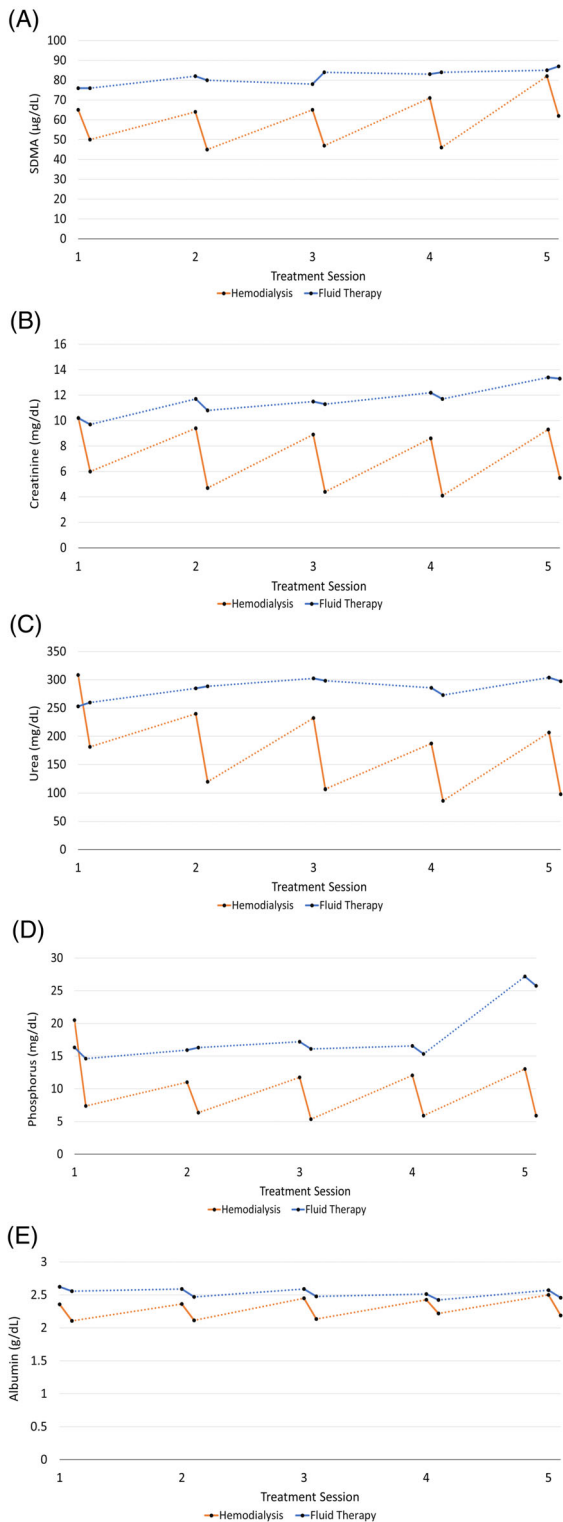 (A)
100
90
80
70
60
50
40
30
20
10
0
SDMA (µg/dL)
1 2 3 4 5
Treatment Session
Hemodialysis Fluid Therapy
(B)
16
14
12
10
8
6
4
2
0
Creatinine (mg/dL)
1 2 3 4 5
Treatment Session
Hemodialysis Fluid Therapy
(C)
350
300
250
200
150
100
50
0
Urea (mg/dL)
1 2 3 4 5
Treatment Session
Hemodialysis Fluid Therapy
(D)
30
25
20
15
10
5
0
Phosphorus (mg/dL)
1 2 3 4 5
Treatment Session
Hemodialysis Fluid Therapy
(E)
3
2.5
2
1.5
1
0.5
0
Albumin (g/dL)
1 2 3 4 5
Treatment Session
Hemodialysis Fluid Therapy